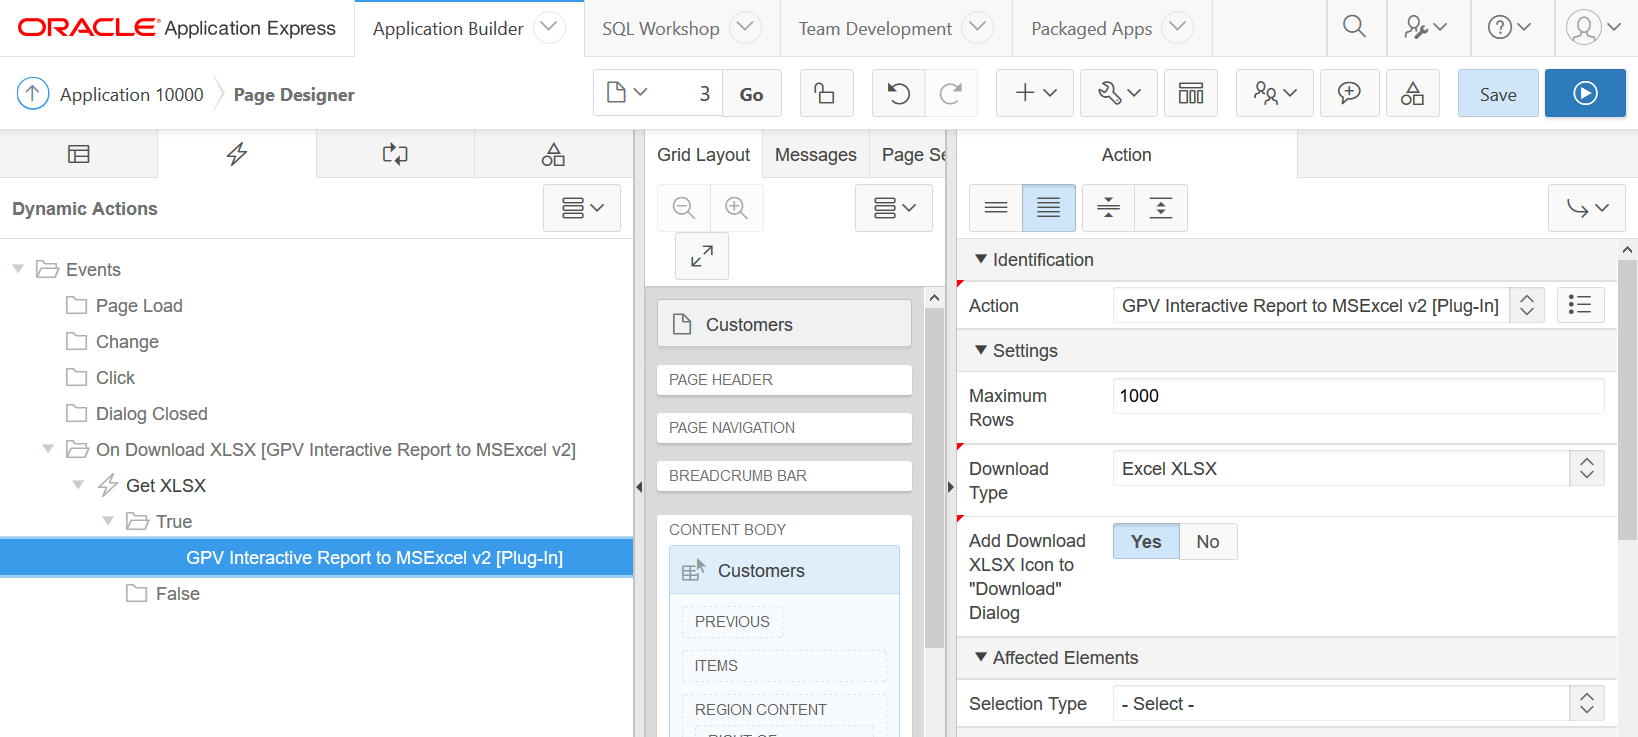 ORACLE Application Express
Application Builder
SQL Workshop
Team Development
Packaged Apps
Application 10000
Page Designer
3
Go
Save
Dynamic Actions
Events
Page Load
Change
Click
Dialog Closed
On Download XLSX [GPV Interactive Report to MSExcel v2]
Get XLSX
True
GPV Interactive Report to MSExcel v2 [Plug-In]
False
Grid Layout
Messages
Page Se
Customers
PAGE HEADER
PAGE NAVIGATION
BREADCRUMB BAR
CONTENT BODY
Customers
PREVIOUS
ITEMS
REGION CONTENT
RIGHT OF
Action
Identification
Action
GPV Interactive Report to MSExcel v2 [Plug-In]
Settings
Maximum
Rows
1000
Download
Type
Excel XLSX
Add Download
XLSX Icon to
"Download"
Dialog
Yes
No
Affected Elements
Selection Type
- Select -